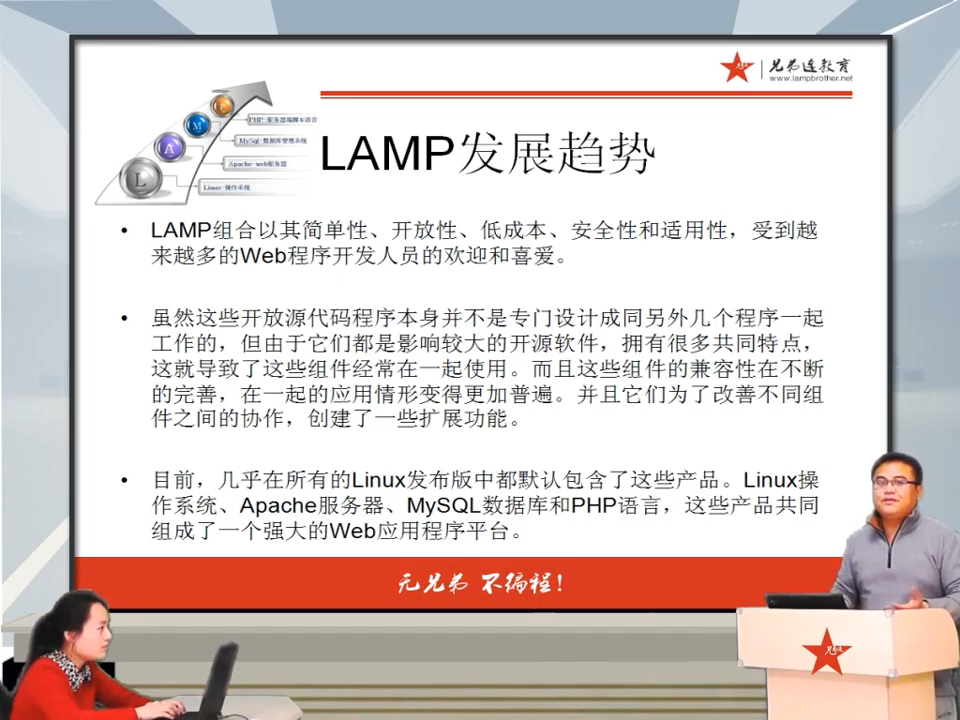 兄弟连教育
www.lampbrother.net
PHP-服务器端脚本语言
MySql-数据库管理系统
Apache-web服务器
Linux-操作系统
M
A
L
LAMP发展趋势
• LAMP组合以其简单性、开放性、低成本、安全性和适用性，受到越
来越多的Web程序开发人员的欢迎和喜爱。
• 虽然这些开放源代码程序本身并不是专门设计成同另外几个程序一起
工作的，但由于它们都是影响较大的开源软件，拥有很多共同特点，
这就导致了这些组件经常在一起使用。而且这些组件的兼容性在不断
的完善，在一起的应用情形变得更加普遍。并且它们为了改善不同组
件之间的协作，创建了一些扩展功能。
• 目前，几乎在所有的Linux发布版中都默认包含了这些产品。Linux操
作系统、Apache服务器、MySQL数据库和PHP语言，这些产品共同
组成了一个强大的Web应用程序平台。
无兄弟 不编程！
兄弟连